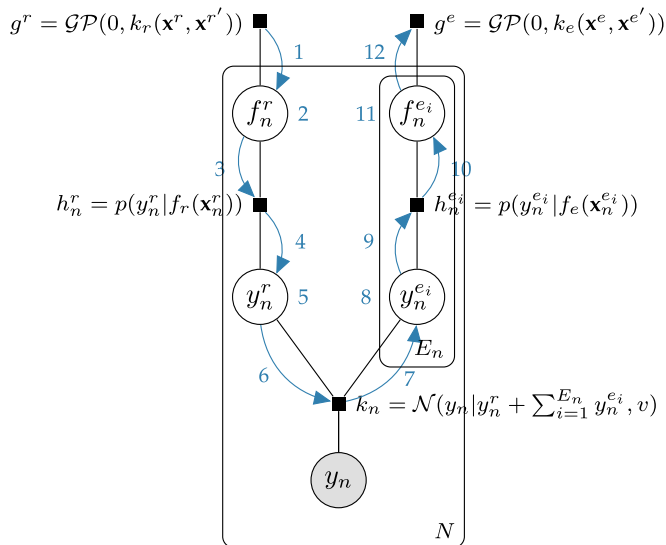 g^r = 𝒢𝒫(0, k_r(x^r, x^{r'}))
g^e = 𝒢𝒫(0, k_e(x^e, x^{e'}))
1
12
f_n^r
2
11
f_n^{e_i}
3
10
h_n^r = p(y_n^r|f_r(x_n^r))
h_n^{e_i} = p(y_n^{e_i}|f_e(x_n^{e_i}))
4
9
y_n^r
5
8
y_n^{e_i}
E_n
6
7
k_n = 𝒩(y_n|y_n^r + ∑_{i=1}^{E_n} y_n^{e_i}, v)
y_n
N